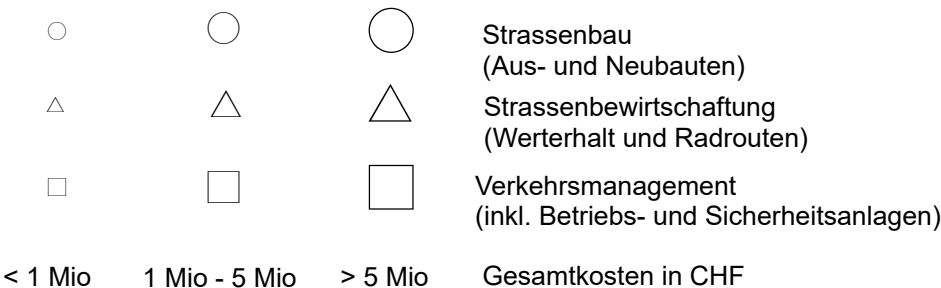 Strassenbau
(Aus- und Neubauten)
Strassenbewirtschaftung
(Werterhalt und Radrouten)
Verkehrsmanagement
(inkl. Betriebs- und Sicherheitsanlagen)
< 1 Mio 1 Mio - 5 Mio > 5 Mio Gesamtkosten in CHF